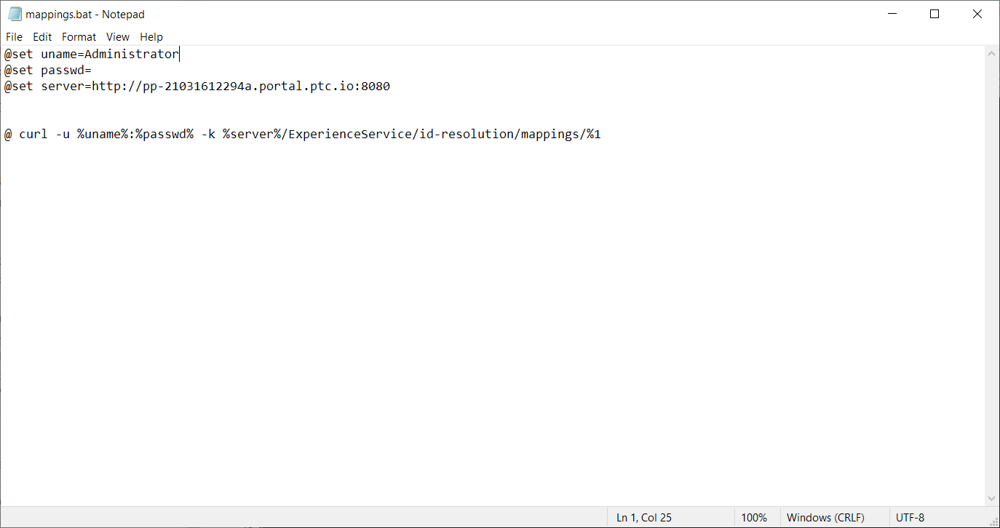 mappings.bat - Notepad
File Edit Format View Help
@set uname=Administrator
@set passwd=
@set server=http://pp-21031612294a.portal.ptc.io:8080
@ curl -u %uname%:%passwd% -k %server%/ExperienceService/id-resolution/mappings/%1
Ln 1, Col 25 100% Windows (CRLF) UTF-8